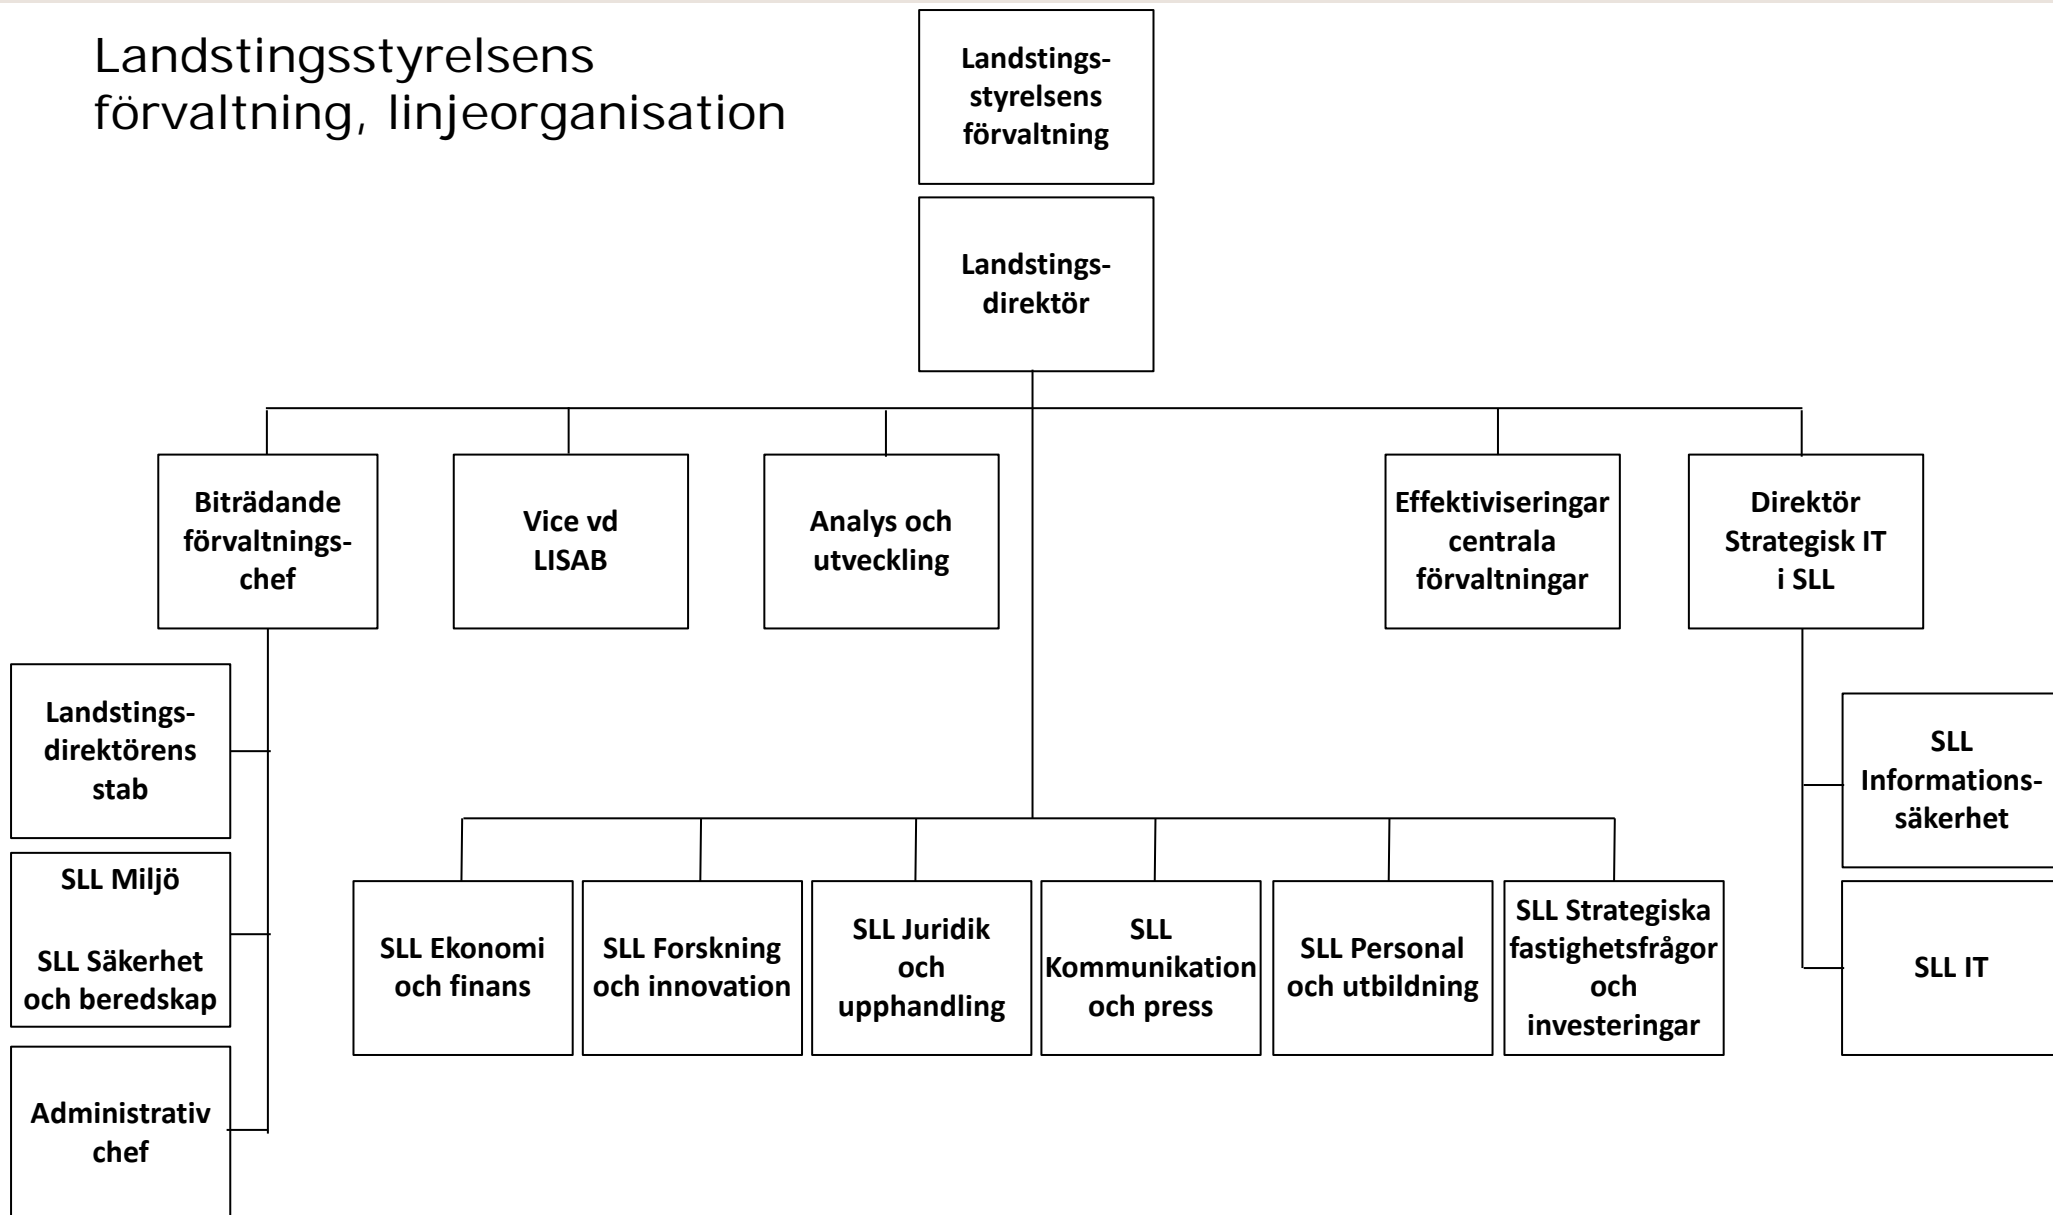 Landstingsstyrelsens
förvaltning, linjeorganisation
Landstings-
styrelsens
förvaltning
Landstings-
direktör
Biträdande
förvaltnings-
chef
Vice vd
LISAB
Analys och
utveckling
Effektiviseringar
centrala
förvaltningar
Direktör
Strategisk IT
i SLL
Landstings-
direktörens
stab
SLL Miljö
SLL Säkerhet
och beredskap
Administrativ
chef
SLL Ekonomi
och finans
SLL Forskning
och innovation
SLL Juridik
och
upphandling
SLL
Kommunikation
och press
SLL Personal
och utbildning
SLL Strategiska
fastighetsfrågor
och
investeringar
SLL
Informations-
säkerhet
SLL IT